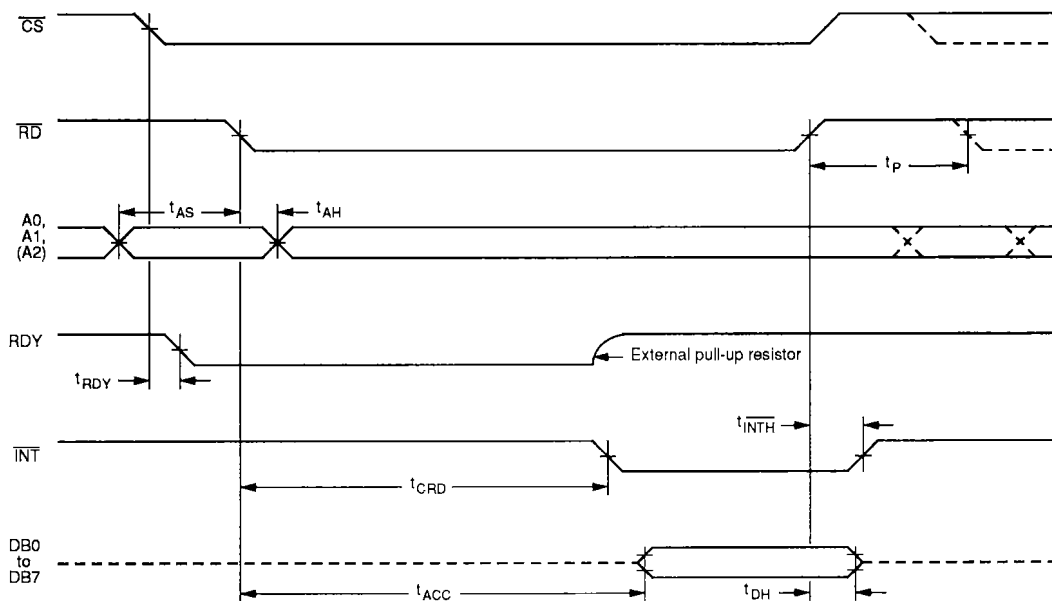 CS
RD
tP
A0,
A1,
(A2)
tAS
tAH
RDY
External pull-up resistor
tRDY
INT
tINTH
tCRD
DB0
to
DB7
tACC
tDH